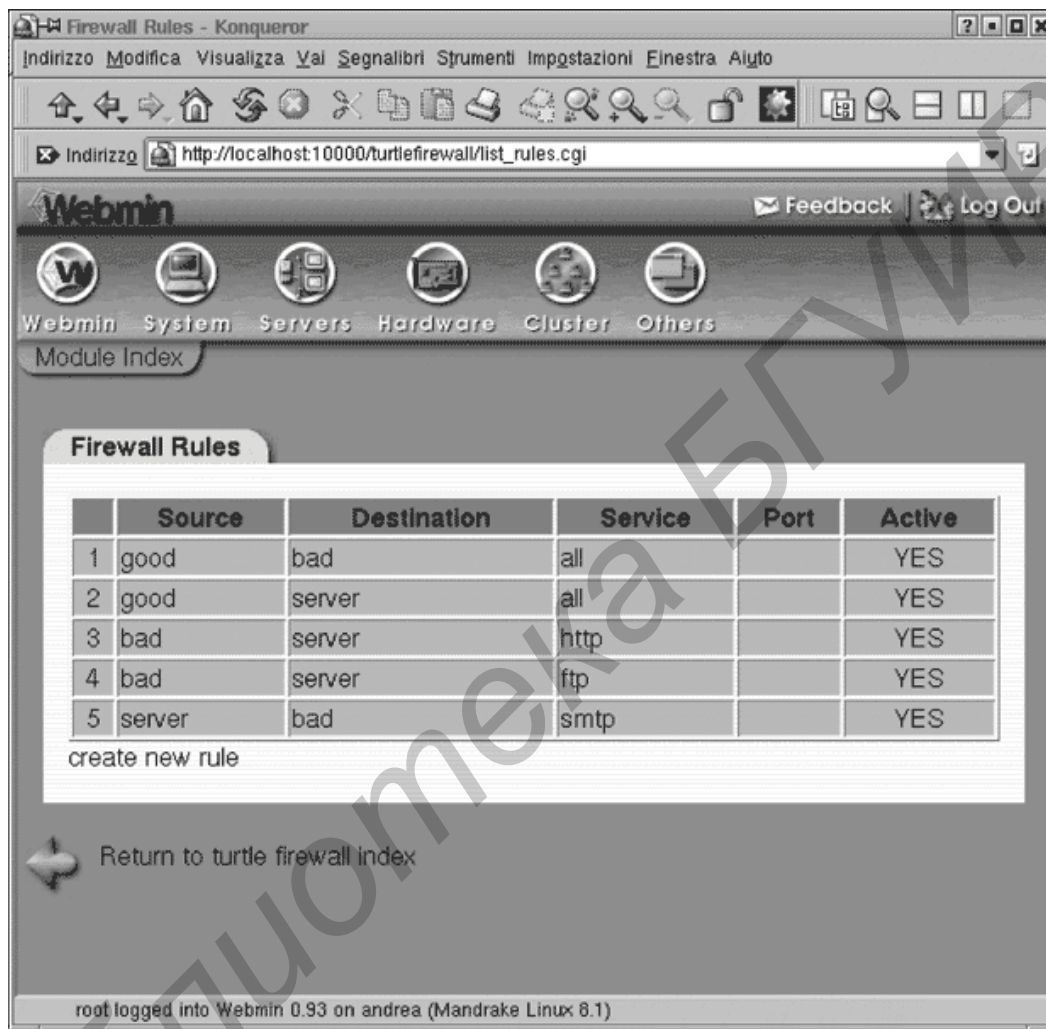 Firewall Rules - Konqueror
Indirizzo Modifica Visualizza Vai Segnalibri Strumenti Impostazioni Finestra Aiuto
Indirizzo http://localhost:10000/turtlefirewall/list_rules.cgi
Webmin Feedback Log Out
Webmin System Servers Hardware Cluster Others
Module Index
Firewall Rules
Source Destination Service Port Active
1 good bad all YES
2 good server all YES
3 bad server http YES
4 bad server ftp YES
5 server bad smtp YES
create new rule
Return to turtle firewall index
root logged into Webmin 0.93 on andrea (Mandrake Linux 8.1)